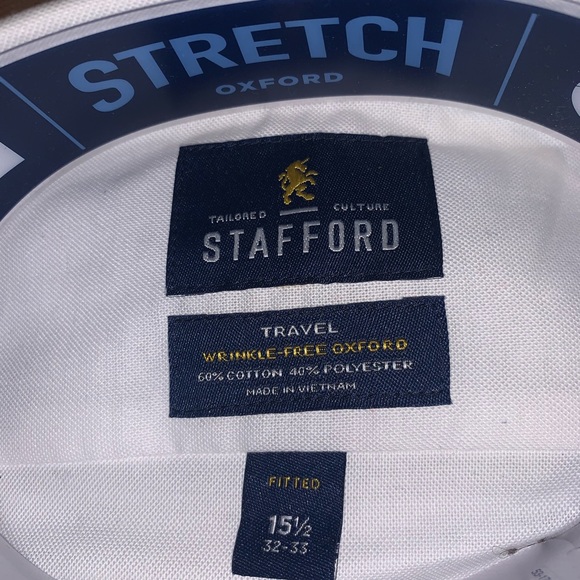 STRETCH
OXFORD
TAILORED CULTURE
STAFFORD
TRAVEL
WRINKLE-FREE OXFORD
60% COTTON 40% POLYESTER
MADE IN VIETNAM
FITTED
15½
32-33